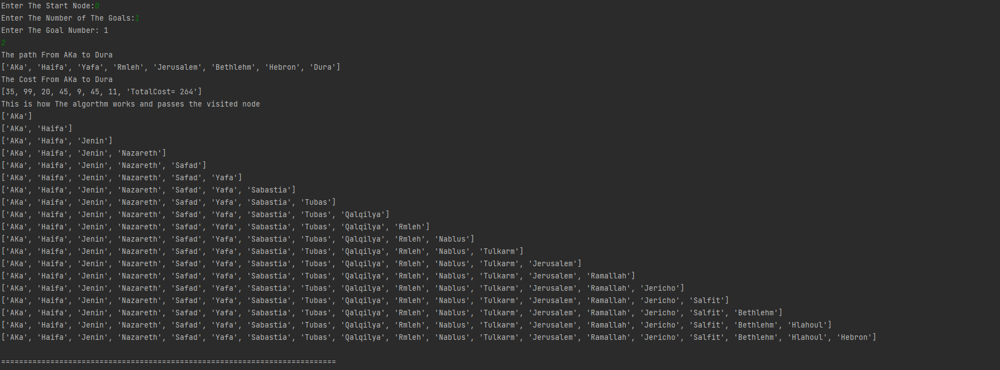 Enter The Start Node:0
Enter The Number of The Goals:1
Enter The Goal Number: 1
2
The path From AKa to Dura
['AKa', 'Haifa', 'Yafa', 'Rmleh', 'Jerusalem', 'Bethlehm', 'Hebron', 'Dura']
The Cost From AKa to Dura
[35, 99, 20, 45, 9, 45, 11, 'TotalCost= 264']
This is how The algorthm works and passes the visited node
['AKa']
['AKa', 'Haifa']
['AKa', 'Haifa', 'Jenin']
['AKa', 'Haifa', 'Jenin', 'Nazareth']
['AKa', 'Haifa', 'Jenin', 'Nazareth', 'Safad']
['AKa', 'Haifa', 'Jenin', 'Nazareth', 'Safad', 'Yafa']
['AKa', 'Haifa', 'Jenin', 'Nazareth', 'Safad', 'Yafa', 'Sabastia']
['AKa', 'Haifa', 'Jenin', 'Nazareth', 'Safad', 'Yafa', 'Sabastia', 'Tubas']
['AKa', 'Haifa', 'Jenin', 'Nazareth', 'Safad', 'Yafa', 'Sabastia', 'Tubas', 'Qalqilya']
['AKa', 'Haifa', 'Jenin', 'Nazareth', 'Safad', 'Yafa', 'Sabastia', 'Tubas', 'Qalqilya', 'Rmleh']
['AKa', 'Haifa', 'Jenin', 'Nazareth', 'Safad', 'Yafa', 'Sabastia', 'Tubas', 'Qalqilya', 'Rmleh', 'Nablus']
['AKa', 'Haifa', 'Jenin', 'Nazareth', 'Safad', 'Yafa', 'Sabastia', 'Tubas', 'Qalqilya', 'Rmleh', 'Nablus', 'Tulkarm']
['AKa', 'Haifa', 'Jenin', 'Nazareth', 'Safad', 'Yafa', 'Sabastia', 'Tubas', 'Qalqilya', 'Rmleh', 'Nablus', 'Tulkarm', 'Jerusalem']
['AKa', 'Haifa', 'Jenin', 'Nazareth', 'Safad', 'Yafa', 'Sabastia', 'Tubas', 'Qalqilya', 'Rmleh', 'Nablus', 'Tulkarm', 'Jerusalem', 'Ramallah']
['AKa', 'Haifa', 'Jenin', 'Nazareth', 'Safad', 'Yafa', 'Sabastia', 'Tubas', 'Qalqilya', 'Rmleh', 'Nablus', 'Tulkarm', 'Jerusalem', 'Ramallah', 'Jericho']
['AKa', 'Haifa', 'Jenin', 'Nazareth', 'Safad', 'Yafa', 'Sabastia', 'Tubas', 'Qalqilya', 'Rmleh', 'Nablus', 'Tulkarm', 'Jerusalem', 'Ramallah', 'Jericho', 'Salfit']
['AKa', 'Haifa', 'Jenin', 'Nazareth', 'Safad', 'Yafa', 'Sabastia', 'Tubas', 'Qalqilya', 'Rmleh', 'Nablus', 'Tulkarm', 'Jerusalem', 'Ramallah', 'Jericho', 'Salfit', 'Bethlehm']
['AKa', 'Haifa', 'Jenin', 'Nazareth', 'Safad', 'Yafa', 'Sabastia', 'Tubas', 'Qalqilya', 'Rmleh', 'Nablus', 'Tulkarm', 'Jerusalem', 'Ramallah', 'Jericho', 'Salfit', 'Bethlehm', 'Hlahoul']
['AKa', 'Haifa', 'Jenin', 'Nazareth', 'Safad', 'Yafa', 'Sabastia', 'Tubas', 'Qalqilya', 'Rmleh', 'Nablus', 'Tulkarm', 'Jerusalem', 'Ramallah', 'Jericho', 'Salfit', 'Bethlehm', 'Hlahoul', 'Hebron']
===========================================================================